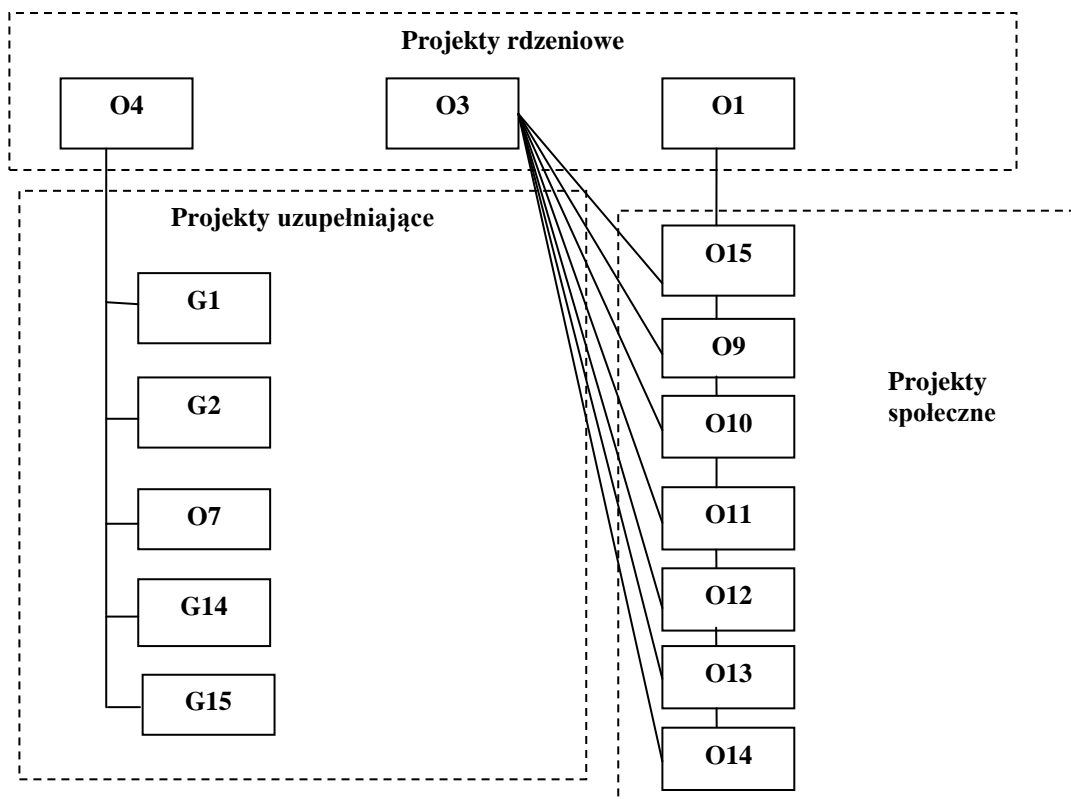 Projekty rdzeniowe
O4
O3
O1
Projekty uzupełniające
G1
G2
O7
G14
G15
O15
O9
O10
O11
O12
O13
O14
Projekty
społeczne